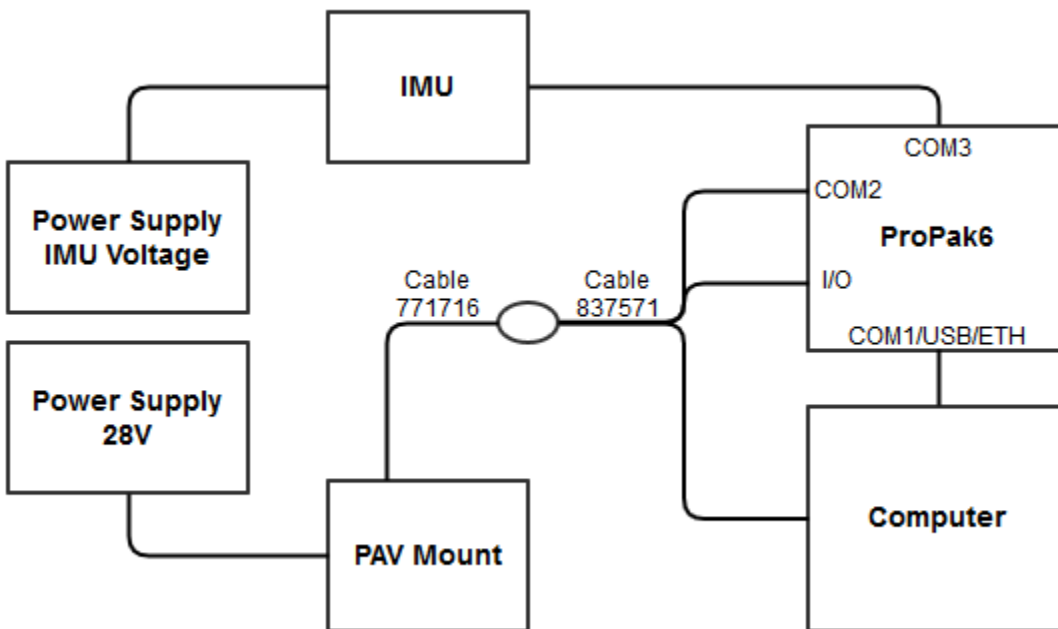 IMU
COM3
Power Supply
IMU Voltage
COM2
ProPak6
Cable
771716
Cable
837571
I/O
COM1/USB/ETH
Power Supply
28V
PAV Mount
Computer